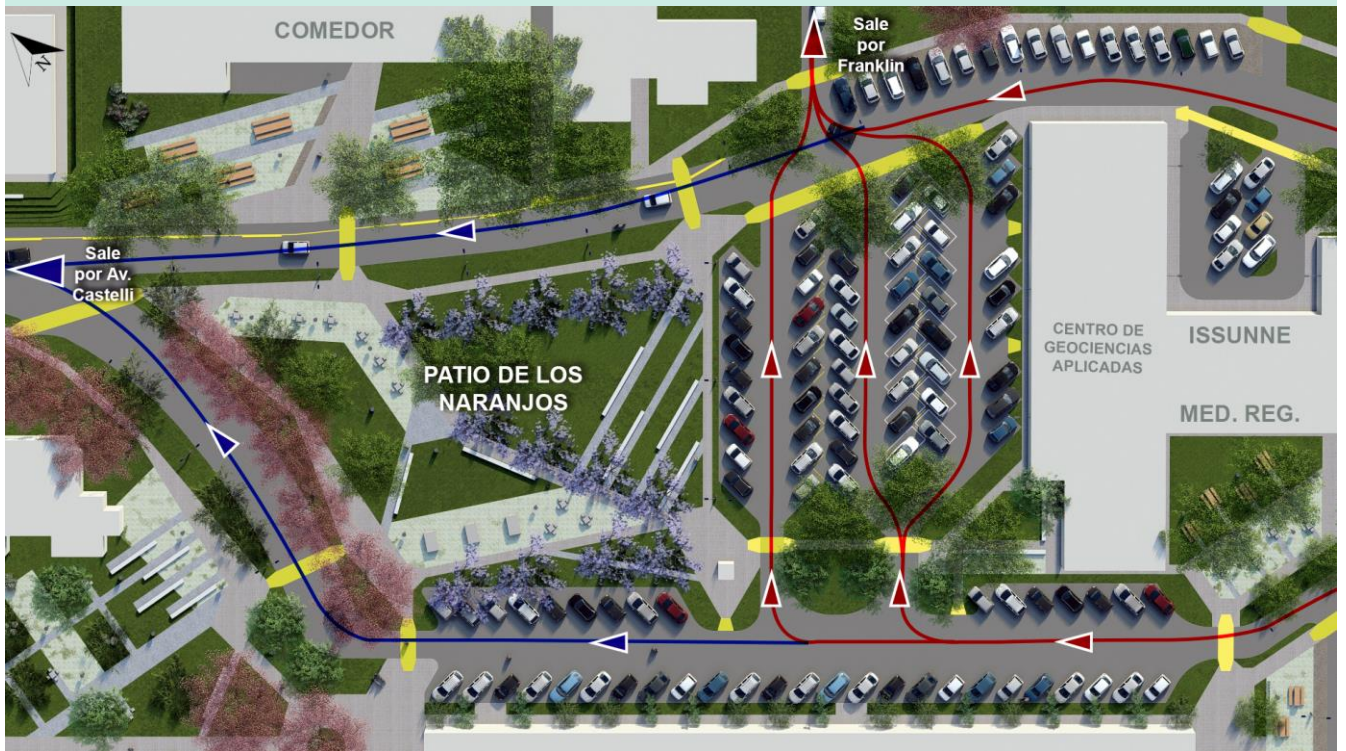 COMEDOR
Sale
por
Franklin
N
Sale
por Av.
Castelli
PATIO DE LOS
NARANJOS
CENTRO DE
GEOCIENCIAS
APLICADAS
ISSUNNE
MED. REG.